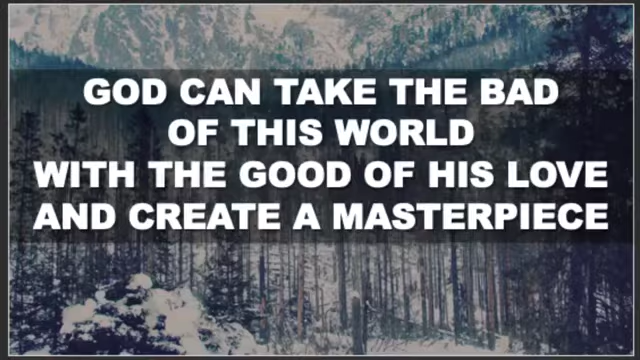 GOD CAN TAKE THE BAD
OF THIS WORLD
WITH THE GOOD OF HIS LOVE
AND CREATE A MASTERPIECE